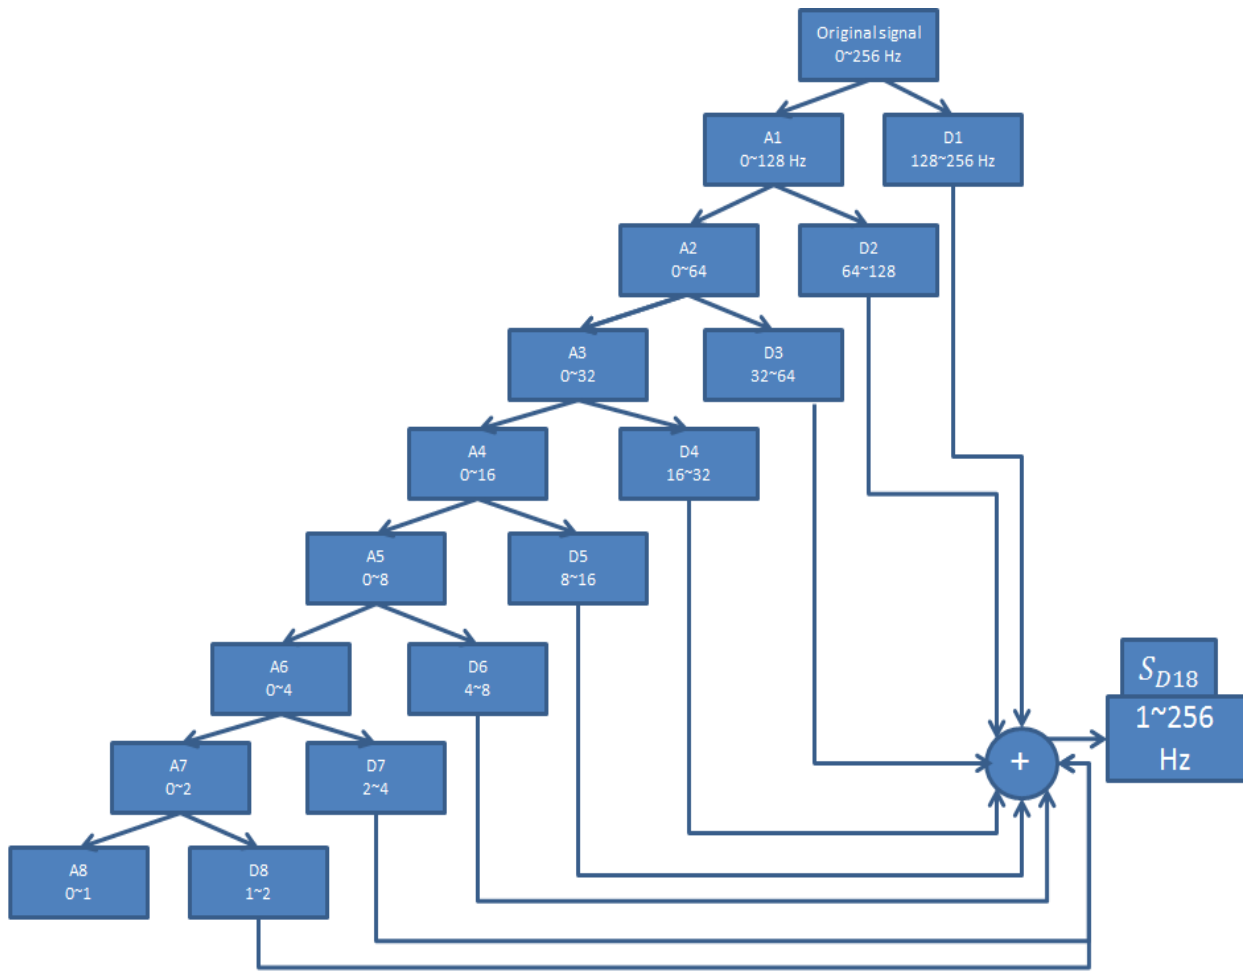 Original signal
0~256 Hz
A1
0~128 Hz
D1
128~256 Hz
A2
0~64
D2
64~128
A3
0~32
D3
32~64
A4
0~16
D4
16~32
A5
0~8
D5
8~16
A6
0~4
D6
4~8
A7
0~2
D7
2~4
A8
0~1
D8
1~2
+
S_{D18}
1~256
Hz